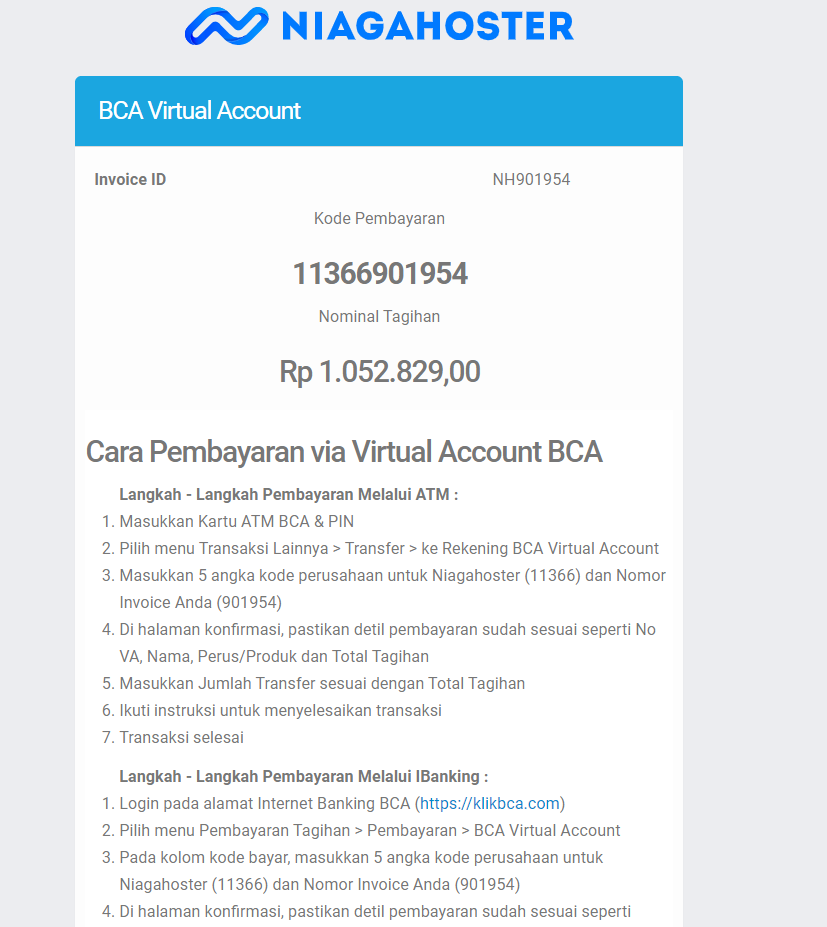 NIAGAHOSTER
BCA Virtual Account
Invoice ID NH901954
Kode Pembayaran
11366901954
Nominal Tagihan
Rp 1.052.829,00
Cara Pembayaran via Virtual Account BCA
Langkah - Langkah Pembayaran Melalui ATM :
1. Masukkan Kartu ATM BCA & PIN
2. Pilih menu Transaksi Lainnya > Transfer > ke Rekening BCA Virtual Account
3. Masukkan 5 angka kode perusahaan untuk Niagahoster (11366) dan Nomor
Invoice Anda (901954)
4. Di halaman konfirmasi, pastikan detil pembayaran sudah sesuai seperti No
VA, Nama, Perus/Produk dan Total Tagihan
5. Masukkan Jumlah Transfer sesuai dengan Total Tagihan
6. Ikuti instruksi untuk menyelesaikan transaksi
7. Transaksi selesai
Langkah - Langkah Pembayaran Melalui IBanking :
1. Login pada alamat Internet Banking BCA (https://klikbca.com)
2. Pilih menu Pembayaran Tagihan > Pembayaran > BCA Virtual Account
3. Pada kolom kode bayar, masukkan 5 angka kode perusahaan untuk
Niagahoster (11366) dan Nomor Invoice Anda (901954)
4. Di halaman konfirmasi, pastikan detil pembayaran sudah sesuai seperti